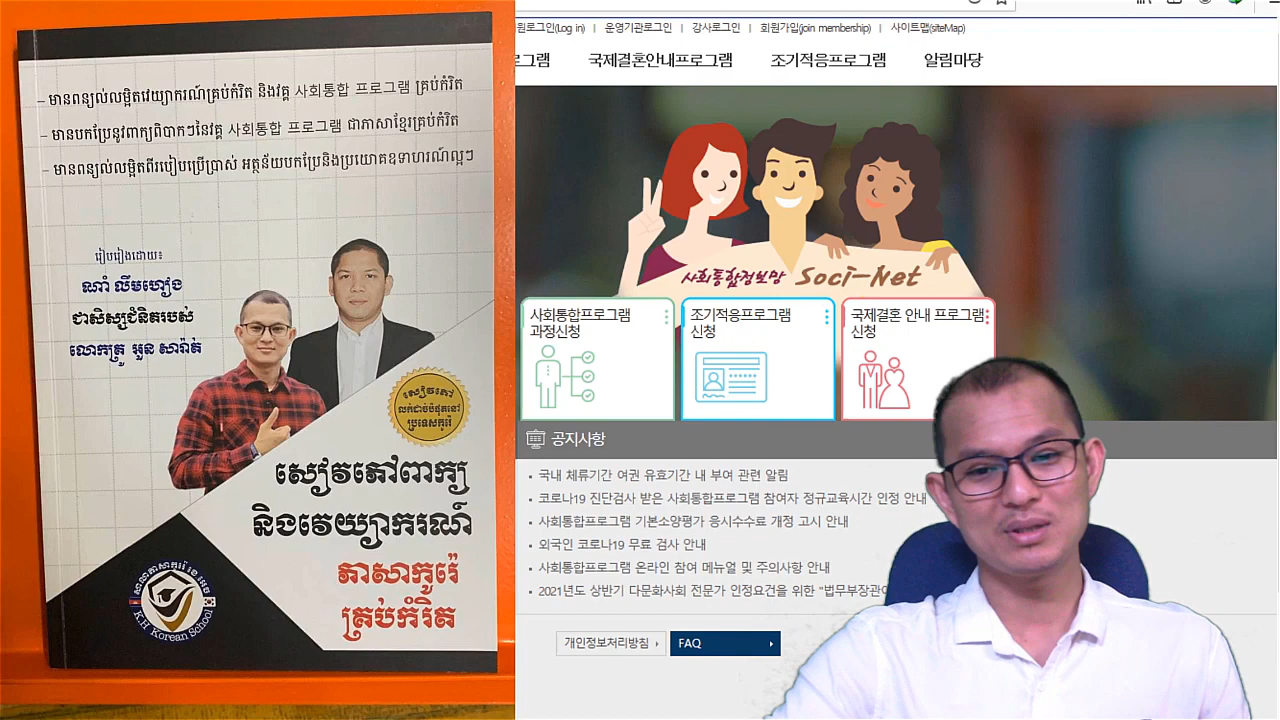 – មានពន្យល់លម្អិតវេយ្យាករណ៍គ្រប់កំរិត និងវគ្គ 사회통합 프로그램 គ្រប់កំរិត
– មានបកប្រែនូវពាក្យពិបាកៗនៃវគ្គ 사회통합 프로그램 ជាភាសាខ្មែរគ្រប់កំរិត
– មានពន្យល់លម្អិតពីរបៀបប្រើប្រាស់ អត្ថន័យបកប្រែនិងប្រយោគឧទាហរណ៍ល្អៗ
រៀបរៀងដោយ៖
ណាំ លឹមហៀង
ជាសិស្សជំនិតរបស់
លោកគ្រូ អួន សារ៉ាត់
សៀវភៅ
លក់ដាច់បំផុតនៅ
ប្រទេសកូរ៉េ
សៀវភៅពាក្យ
និងវេយ្យាករណ៍
ភាសាកូរ៉េ
គ្រប់កំរិត
K.H Korean School
원로그인(Log in) | 운영기관로그인 | 강사로그인 | 회원가입(join membership) | 사이트맵(siteMap)
로그램 국제결혼안내프로그램 조기적응프로그램 알림마당
사회통합정보망 Soci-Net
사회통합프로그램
과정신청
조기적응프로그램
신청
국제결혼 안내 프로그램
신청
공지사항
국내 체류기간 여권 유효기간 내 부여 관련 알림
코로나19 진단검사 받은 사회통합프로그램 참여자 정규교육시간 인정 안내
사회통합프로그램 기본소양평가 응시수수료 개정 고시 안내
외국인 코로나19 무료 검사 안내
사회통합프로그램 온라인 참여 매뉴얼 및 주의사항 안내
2021년도 상반기 다문화사회 전문가 인정요건을 위한 "법무부장관이
개인정보처리방침
FAQ